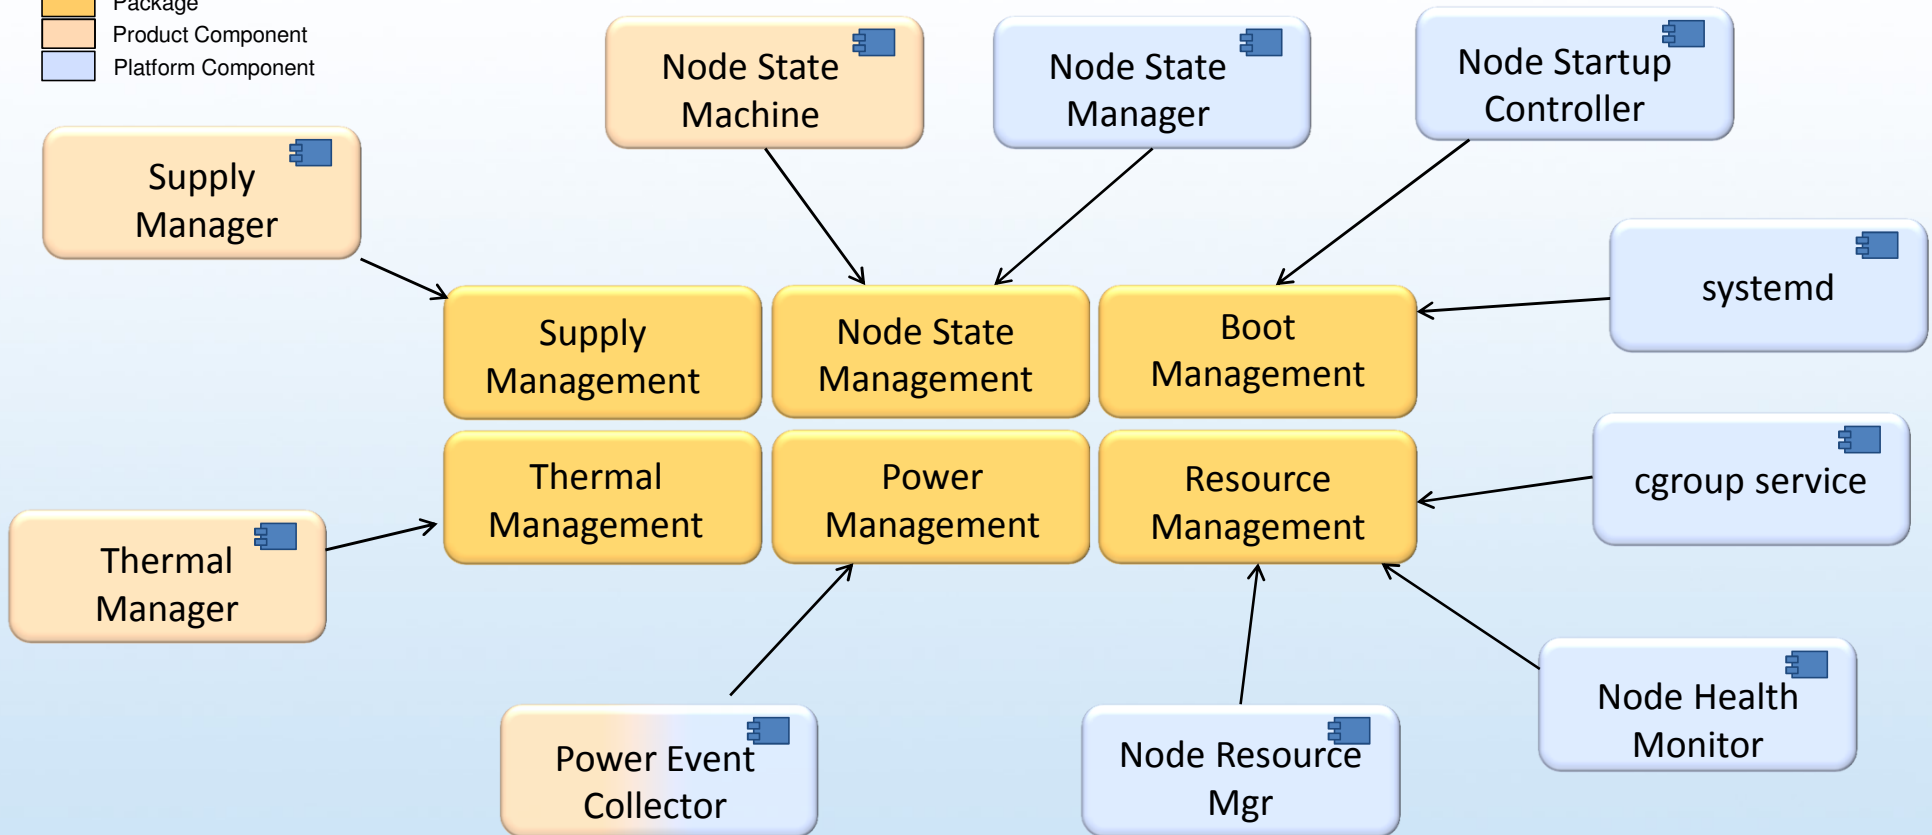 Package
Product Component
Platform Component
Node State
Machine
Node State
Manager
Node Startup
Controller
Supply
Manager
systemd
Supply
Management
Node State
Management
Boot
Management
Thermal
Management
Power
Management
Resource
Management
cgroup service
Thermal
Manager
Power Event
Collector
Node Resource
Mgr
Node Health
Monitor